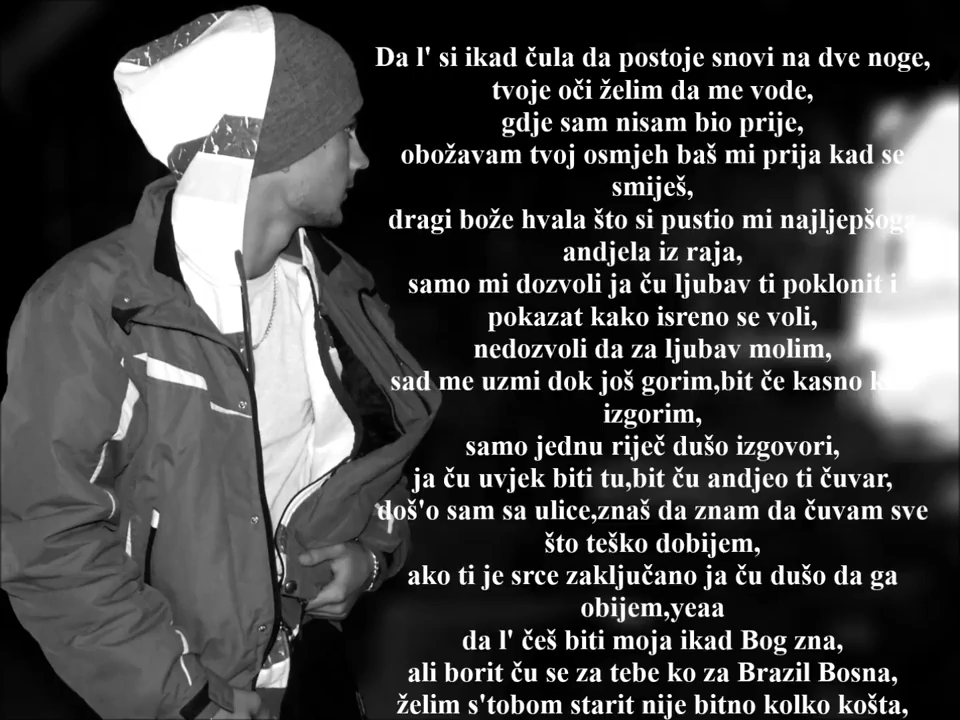 Da l' si ikad čula da postoje snovi na dve noge,
tvoje oči želim da me vode,
gdje sam nisam bio prije,
obožavam tvoj osmjeh baš mi prija kad se
smiješ,
dragi bože hvala što si pustio mi najljepšoga
andjela iz raja,
samo mi dozvoli ja ču ljubav ti poklonit i
pokazat kako isreno se voli,
nedozvoli da za ljubav molim,
sad me uzmi dok još gorim,bit če kasno
izgorim,
samo jednu riječ dušo izgovori,
ja ču uvjek biti tu,bit ču andjeo ti čuvar,
doš'o sam sa ulice,znaš da znam da čuvam sve
što teško dobijem,
ako ti je srce zaključano ja ču dušo da ga
obijem,yeaa
da l' češ biti moja ikad Bog zna,
ali borit ču se za tebe ko za Brazil Bosna,
želim s'tobom starit nije bitno kolko košta,